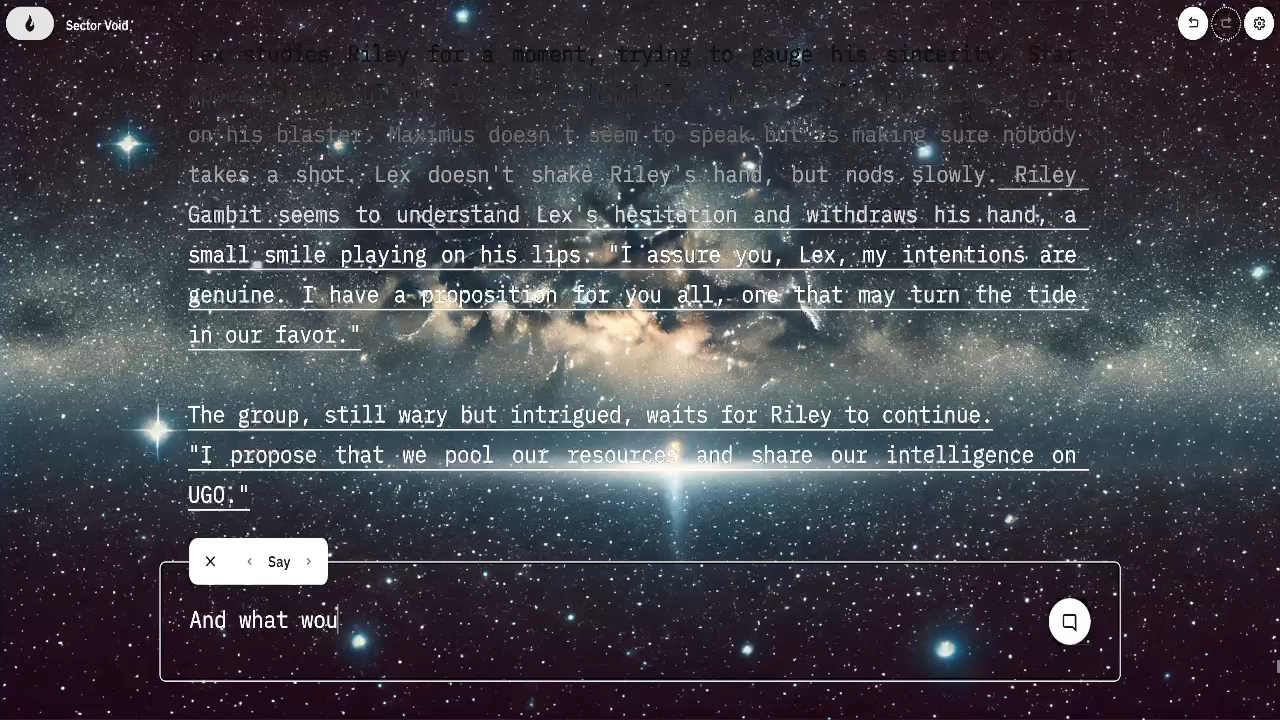 Sector Void
Lex studies Riley for a moment, trying to gauge his sincerity. Star
grip
on his blaster. Maximus doesn't seem to speak but is making sure nobody
takes a shot. Lex doesn't shake Riley's hand, but nods slowly. Riley
Gambit seems to understand Lex's hesitation and withdraws his hand, a
small smile playing on his lips. "I assure you, Lex, my intentions are
genuine. I have a proposition for you all, one that may turn the tide
in our favor."
The group, still wary but intrigued, waits for Riley to continue.
"I propose that we pool our resources and share our intelligence on
UGO."
Say
And what wou